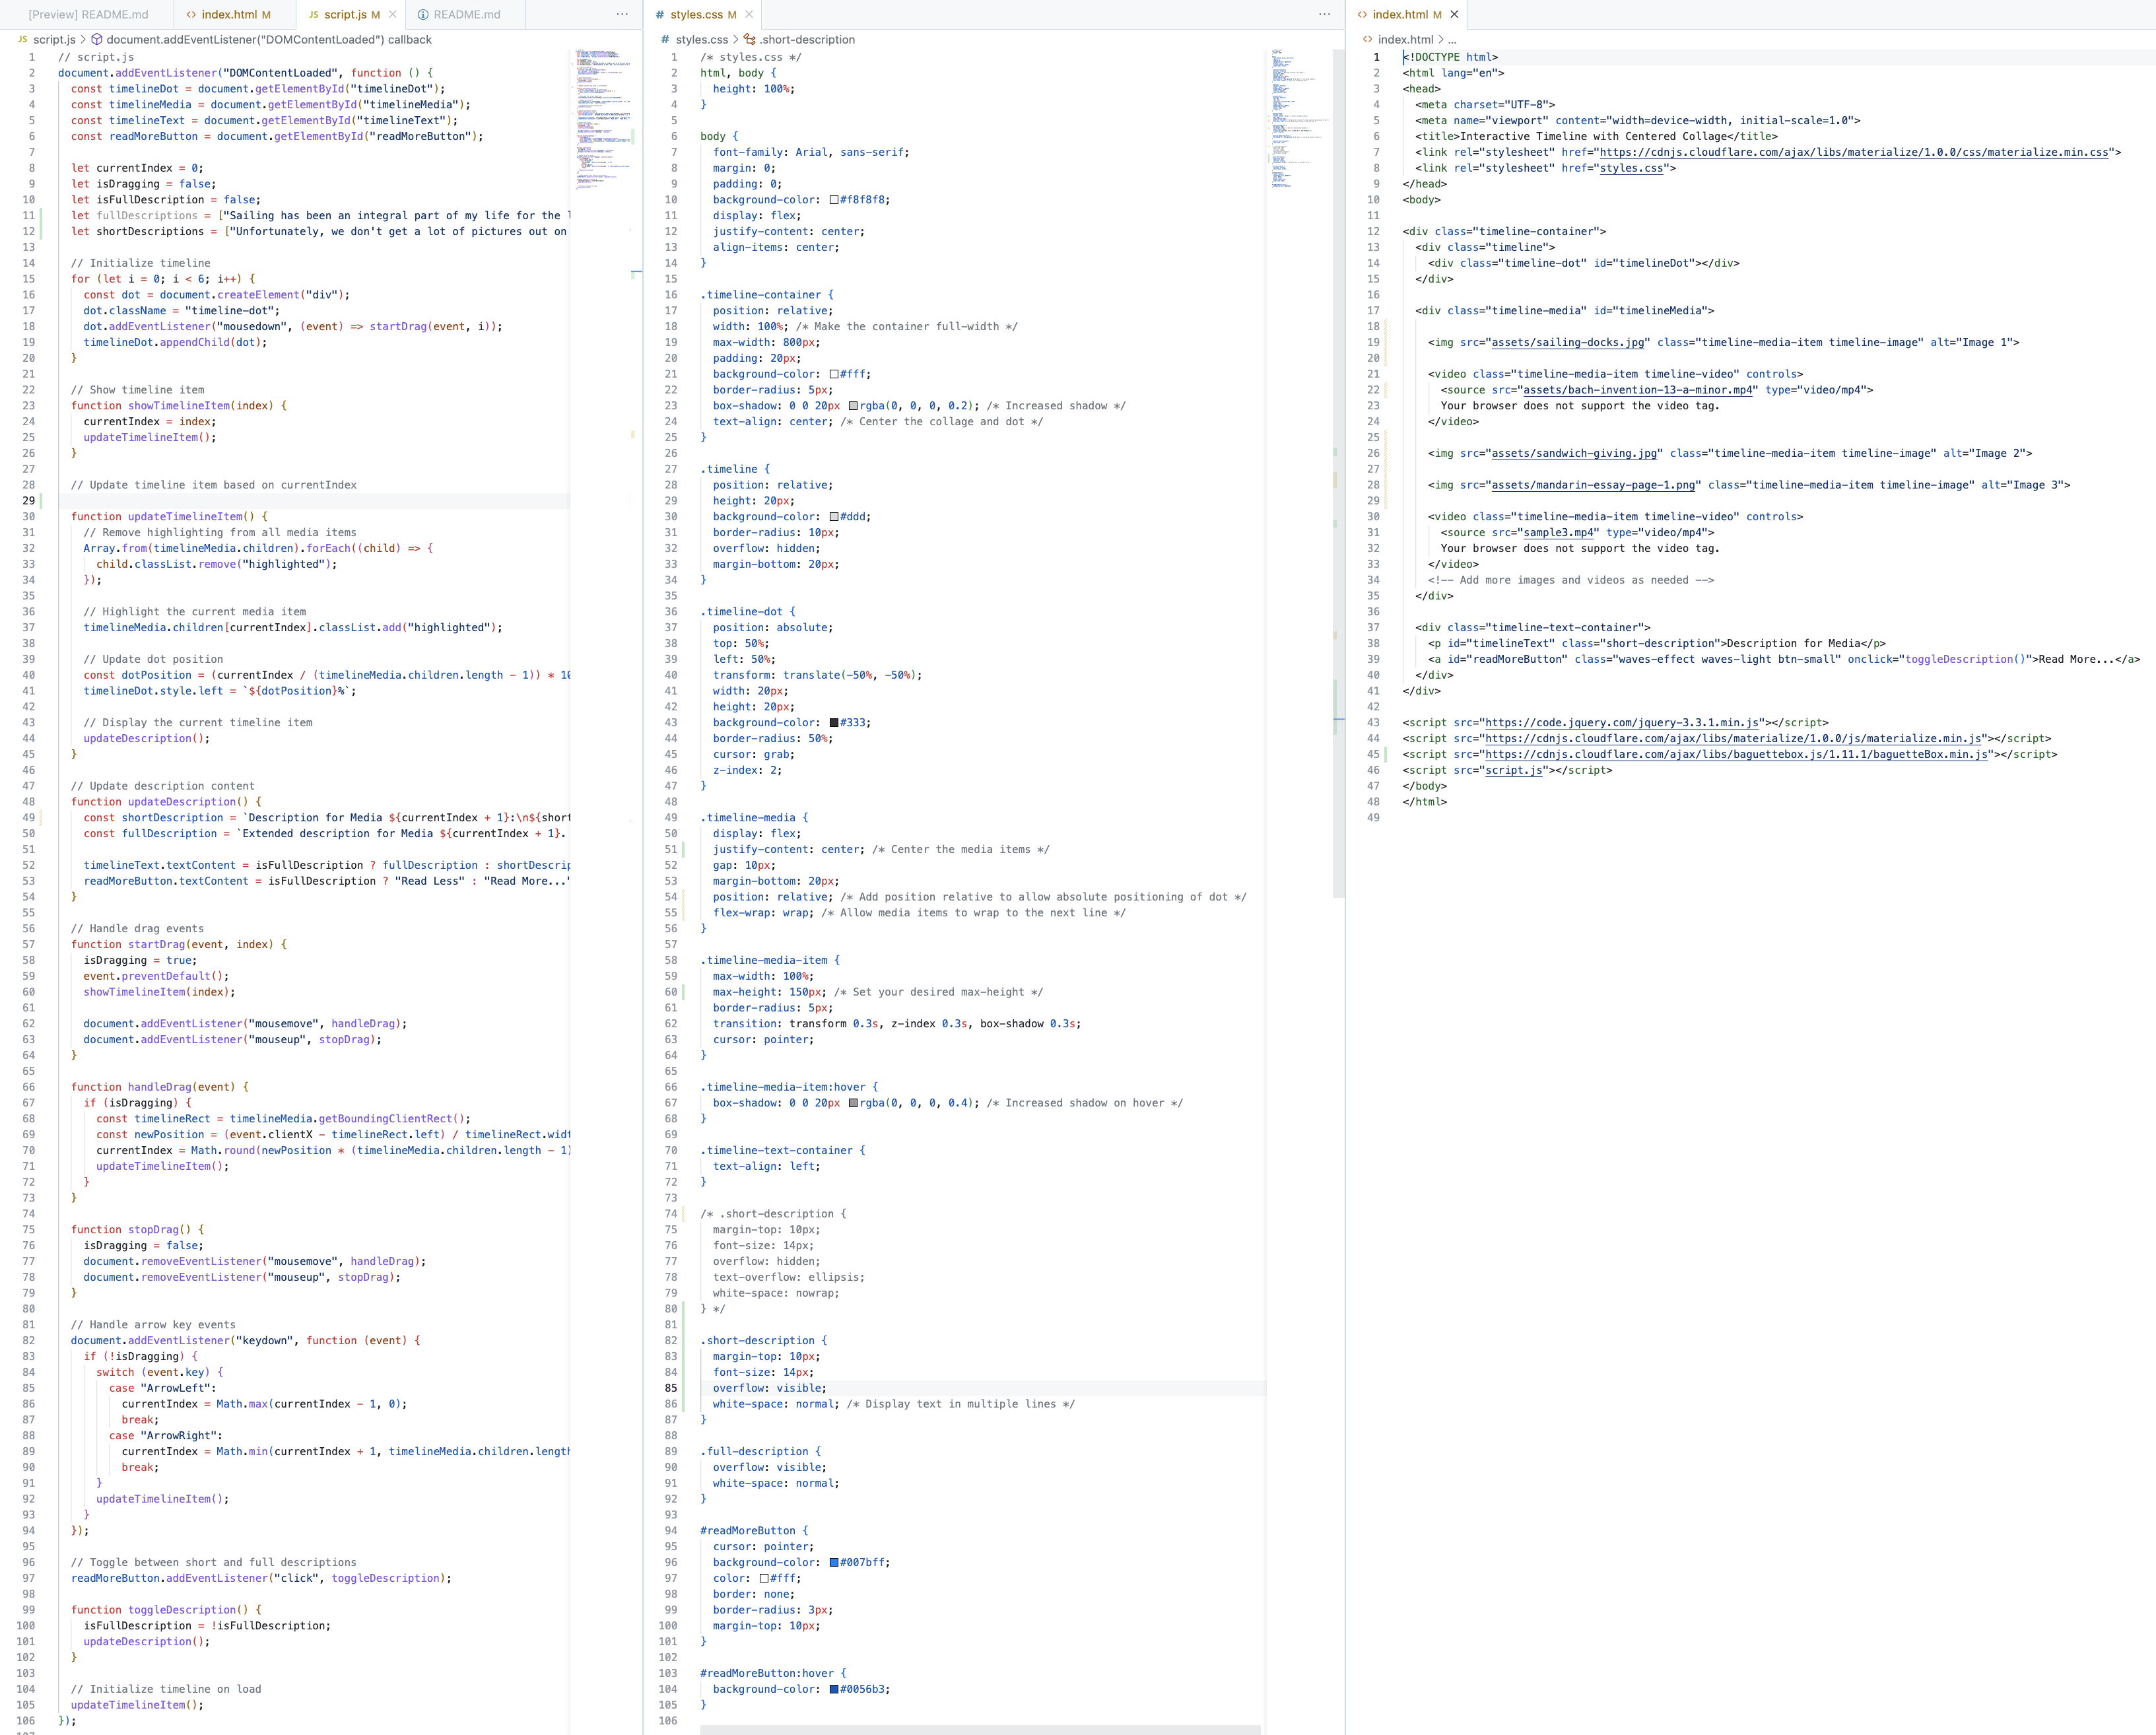 [Preview] README.md
index.html M
script.js M
README.md
script.js > document.addEventListener("DOMContentLoaded") callback
1 // script.js
2 document.addEventListener("DOMContentLoaded", function () {
3 const timelineDot = document.getElementById("timelineDot");
4 const timelineMedia = document.getElementById("timelineMedia");
5 const timelineText = document.getElementById("timelineText");
6 const readMoreButton = document.getElementById("readMoreButton");
7
8 let currentIndex = 0;
9 let isDragging = false;
10 let isFullDescription = false;
11 let fullDescriptions = ["Sailing has been an integral part of my life for the
12 let shortDescriptions = ["Unfortunately, we don't get a lot of pictures out on
13
14 // Initialize timeline
15 for (let i = 0; i < 6; i++) {
16 const dot = document.createElement("div");
17 dot.className = "timeline-dot";
18 dot.addEventListener("mousedown", (event) => startDrag(event, i));
19 timelineDot.appendChild(dot);
20 }
21
22 // Show timeline item
23 function showTimelineItem(index) {
24 currentIndex = index;
25 updateTimelineItem();
26 }
27
28 // Update timeline item based on currentIndex
29
30 function updateTimelineItem() {
31 // Remove highlighting from all media items
32 Array.from(timelineMedia.children).forEach((child) => {
33 child.classList.remove("highlighted");
34 });
35
36 // Highlight the current media item
37 timelineMedia.children[currentIndex].classList.add("highlighted");
38
39 // Update dot position
40 const dotPosition = (currentIndex / (timelineMedia.children.length - 1)) * 10
41 timelineDot.style.left = `${dotPosition}%`;
42
43 // Display the current timeline item
44 updateDescription();
45 }
46
47 // Update description content
48 function updateDescription() {
49 const shortDescription = `Description for Media ${currentIndex + 1}:\n${short
50 const fullDescription = `Extended description for Media ${currentIndex + 1}.
51
52 timelineText.textContent = isFullDescription ? fullDescription : shortDescrip
53 readMoreButton.textContent = isFullDescription ? "Read Less" : "Read More..."
54 }
55
56 // Handle drag events
57 function startDrag(event, index) {
58 isDragging = true;
59 event.preventDefault();
60 showTimelineItem(index);
61
62 document.addEventListener("mousemove", handleDrag);
63 document.addEventListener("mouseup", stopDrag);
64 }
65
66 function handleDrag(event) {
67 if (isDragging) {
68 const timelineRect = timelineMedia.getBoundingClientRect();
69 const newPosition = (event.clientX - timelineRect.left) / timelineRect.widt
70 currentIndex = Math.round(newPosition * (timelineMedia.children.length - 1)
71 updateTimelineItem();
72 }
73 }
74
75 function stopDrag() {
76 isDragging = false;
77 document.removeEventListener("mousemove", handleDrag);
78 document.removeEventListener("mouseup", stopDrag);
79 }
80
81 // Handle arrow key events
82 document.addEventListener("keydown", function (event) {
83 if (!isDragging) {
84 switch (event.key) {
85 case "ArrowLeft":
86 currentIndex = Math.max(currentIndex - 1, 0);
87 break;
88 case "ArrowRight":
89 currentIndex = Math.min(currentIndex + 1, timelineMedia.children.length
90 break;
91 }
92 updateTimelineItem();
93 }
94 });
95
96 // Toggle between short and full descriptions
97 readMoreButton.addEventListener("click", toggleDescription);
98
99 function toggleDescription() {
100 isFullDescription = !isFullDescription;
101 updateDescription();
102 }
103
104 // Initialize timeline on load
105 updateTimelineItem();
106 });
# styles.css M
# styles.css > .short-description
1 /* styles.css */
2 html, body {
3 height: 100%;
4 }
5
6 body {
7 font-family: Arial, sans-serif;
8 margin: 0;
9 padding: 0;
10 background-color: #f8f8f8;
11 display: flex;
12 justify-content: center;
13 align-items: center;
14 }
15
16 .timeline-container {
17 position: relative;
18 width: 100%; /* Make the container full-width */
19 max-width: 800px;
20 padding: 20px;
21 background-color: #fff;
22 border-radius: 5px;
23 box-shadow: 0 0 20px rgba(0, 0, 0, 0.2); /* Increased shadow */
24 text-align: center; /* Center the collage and dot */
25 }
26
27 .timeline {
28 position: relative;
29 height: 20px;
30 background-color: #ddd;
31 border-radius: 10px;
32 overflow: hidden;
33 margin-bottom: 20px;
34 }
35
36 .timeline-dot {
37 position: absolute;
38 top: 50%;
39 left: 50%;
40 transform: translate(-50%, -50%);
41 width: 20px;
42 height: 20px;
43 background-color: #333;
44 border-radius: 50%;
45 cursor: grab;
46 z-index: 2;
47 }
48
49 .timeline-media {
50 display: flex;
51 justify-content: center; /* Center the media items */
52 gap: 10px;
53 margin-bottom: 20px;
54 position: relative; /* Add position relative to allow absolute positioning of dot */
55 flex-wrap: wrap; /* Allow media items to wrap to the next line */
56 }
57
58 .timeline-media-item {
59 max-width: 100%;
60 max-height: 150px; /* Set your desired max-height */
61 border-radius: 5px;
62 transition: transform 0.3s, z-index 0.3s, box-shadow 0.3s;
63 cursor: pointer;
64 }
65
66 .timeline-media-item:hover {
67 box-shadow: 0 0 20px rgba(0, 0, 0, 0.4); /* Increased shadow on hover */
68 }
69
70 .timeline-text-container {
71 text-align: left;
72 }
73
74 /* .short-description {
75 margin-top: 10px;
76 font-size: 14px;
77 overflow: hidden;
78 text-overflow: ellipsis;
79 white-space: nowrap;
80 } */
81
82 .short-description {
83 margin-top: 10px;
84 font-size: 14px;
85 overflow: visible;
86 white-space: normal; /* Display text in multiple lines */
87 }
88
89 .full-description {
90 overflow: visible;
91 white-space: normal;
92 }
93
94 #readMoreButton {
95 cursor: pointer;
96 background-color: #007bff;
97 color: #fff;
98 border: none;
99 border-radius: 3px;
100 margin-top: 10px;
101 }
102
103 #readMoreButton:hover {
104 background-color: #0056b3;
105 }
106
index.html M
index.html > ...
1 <!DOCTYPE html>
2 <html lang="en">
3 <head>
4 <meta charset="UTF-8">
5 <meta name="viewport" content="width=device-width, initial-scale=1.0">
6 <title>Interactive Timeline with Centered Collage</title>
7 <link rel="stylesheet" href="https://cdnjs.cloudflare.com/ajax/libs/materialize/1.0.0/css/materialize.min.css">
8 <link rel="stylesheet" href="styles.css">
9 </head>
10 <body>
11
12 <div class="timeline-container">
13 <div class="timeline">
14 <div class="timeline-dot" id="timelineDot"></div>
15 </div>
16
17 <div class="timeline-media" id="timelineMedia">
18
19 <img src="assets/sailing-docks.jpg" class="timeline-media-item timeline-image" alt="Image 1">
20
21 <video class="timeline-media-item timeline-video" controls>
22 <source src="assets/bach-invention-13-a-minor.mp4" type="video/mp4">
23 Your browser does not support the video tag.
24 </video>
25
26 <img src="assets/sandwich-giving.jpg" class="timeline-media-item timeline-image" alt="Image 2">
27
28 <img src="assets/mandarin-essay-page-1.png" class="timeline-media-item timeline-image" alt="Image 3">
29
30 <video class="timeline-media-item timeline-video" controls>
31 <source src="sample3.mp4" type="video/mp4">
32 Your browser does not support the video tag.
33 </video>
34 <!-- Add more images and videos as needed -->
35 </div>
36
37 <div class="timeline-text-container">
38 <p id="timelineText" class="short-description">Description for Media</p>
39 <a id="readMoreButton" class="waves-effect waves-light btn-small" onclick="toggleDescription()">Read More...</a>
40 </div>
41 </div>
42
43 <script src="https://code.jquery.com/jquery-3.3.1.min.js"></script>
44 <script src="https://cdnjs.cloudflare.com/ajax/libs/materialize/1.0.0/js/materialize.min.js"></script>
45 <script src="https://cdnjs.cloudflare.com/ajax/libs/baguettebox.js/1.11.1/baguetteBox.min.js"></script>
46 <script src="script.js"></script>
47 </body>
48 </html>
49